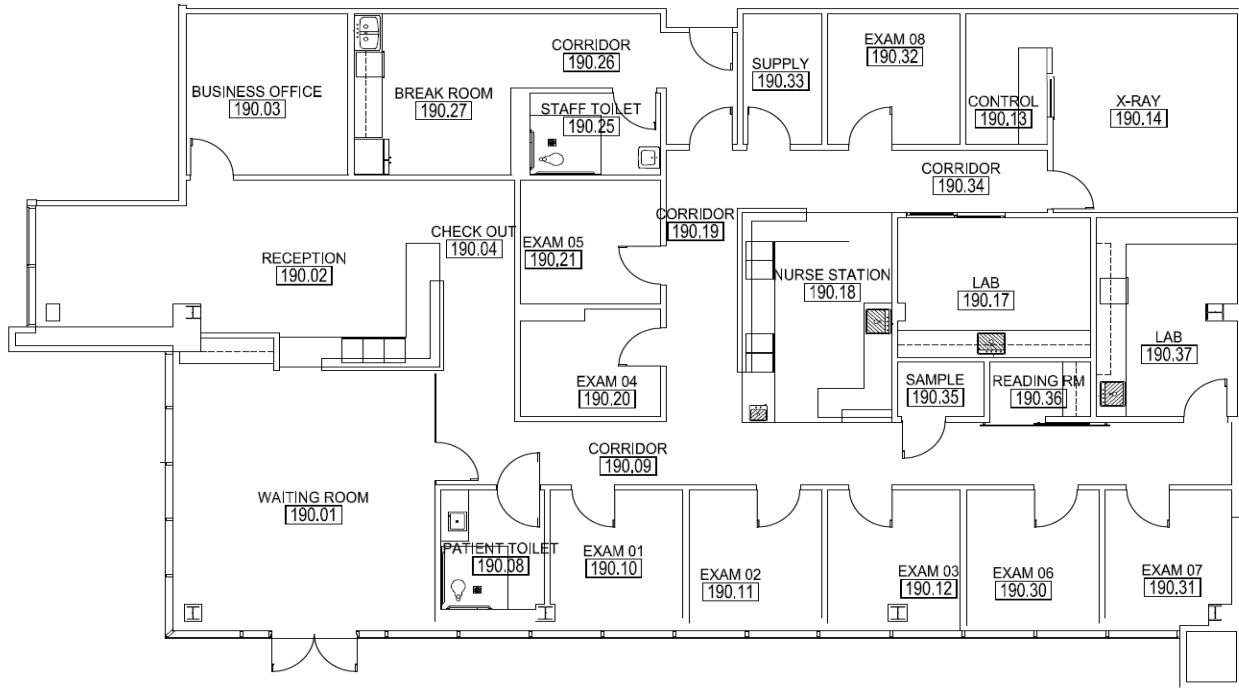 BUSINESS OFFICE
190.03
BREAK ROOM
190.27
CORRIDOR
190.26
STAFF TOILET
190.25
SUPPLY
190.33
EXAM 08
190.32
CONTROL
190.13
X-RAY
190.14
CORRIDOR
190.34
RECEPTION
190.02
CHECK OUT
190.04
EXAM 05
190.21
CORRIDOR
190.19
NURSE STATION
190.18
LAB
190.17
LAB
190.37
EXAM 04
190.20
SAMPLE
190.35
READING RM
190.36
CORRIDOR
190.09
WAITING ROOM
190.01
PATIENT TOILET
190.08
EXAM 01
190.10
EXAM 02
190.11
EXAM 03
190.12
EXAM 06
190.30
EXAM 07
190.31